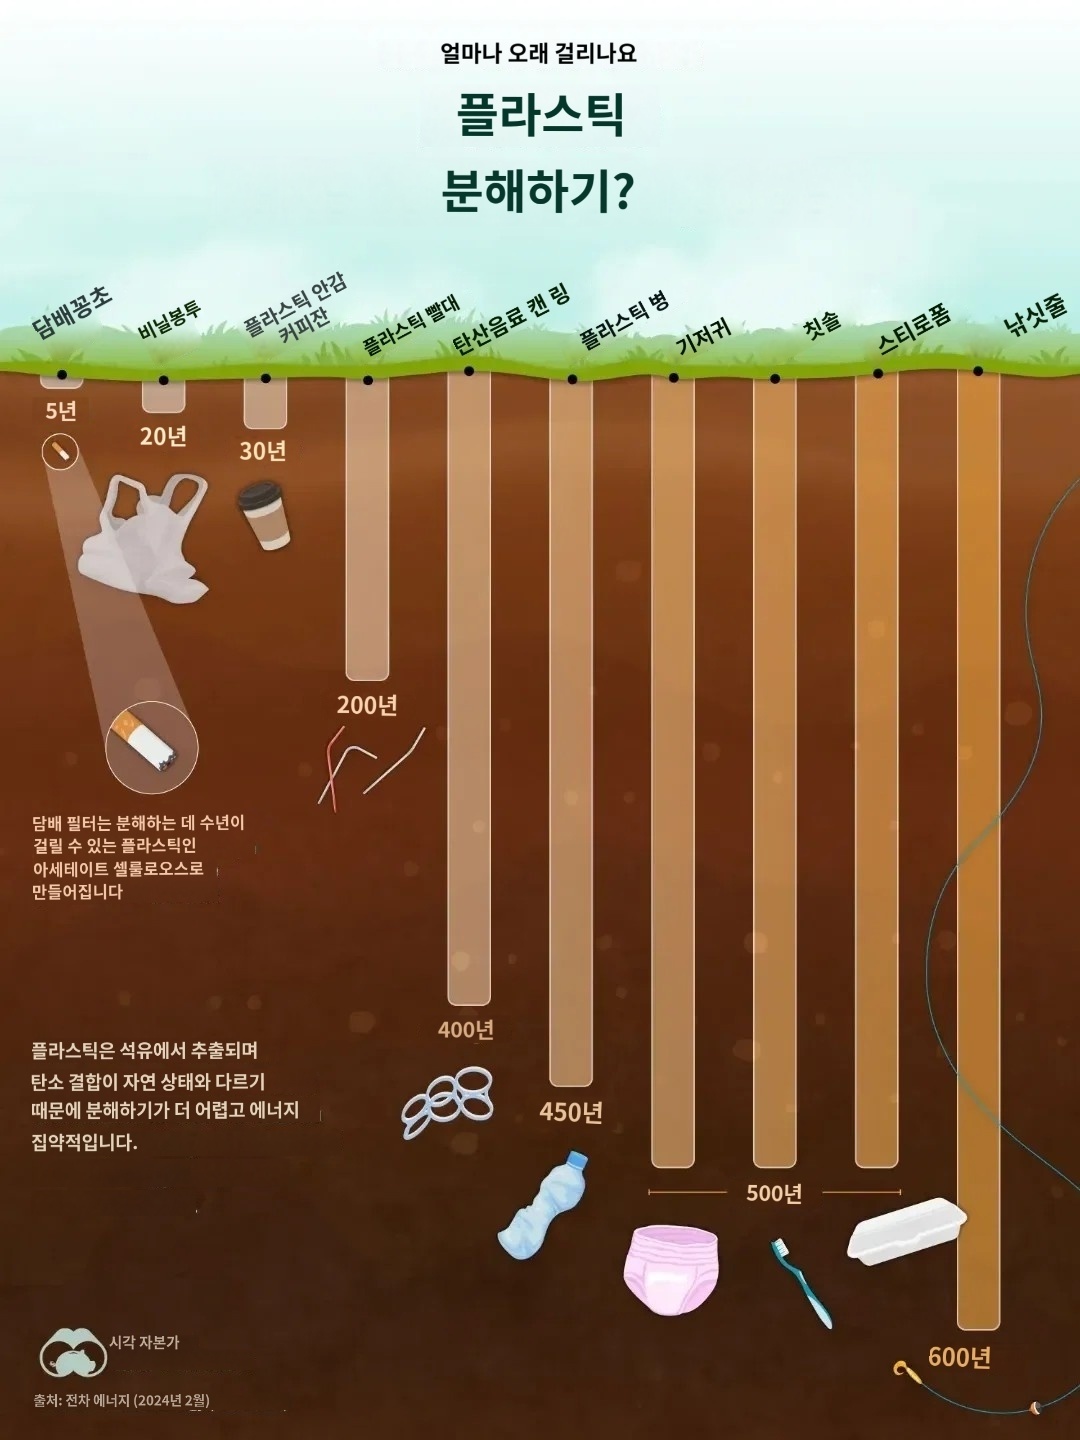 얼마나 오래 걸리나요
플라스틱
분해하기?
담배꽁초
비닐봉투
플라스틱 안감
커피잔
플라스틱 빨대
탄산음료 캔 링
플라스틱 병
기저귀
칫솔
스티로폼
낚싯줄
5년
20년
30년
200년
담배 필터는 분해하는 데 수년이
걸릴 수 있는 플라스틱인
아세테이트 셀룰로오스로
만들어집니다
400년
플라스틱은 석유에서 추출되며
탄소 결합이 자연 상태와 다르기
때문에 분해하기가 더 어렵고 에너지
집약적입니다.
450년
500년
600년
시각 자본가
출처: 전차 에너지 (2024년 2월)